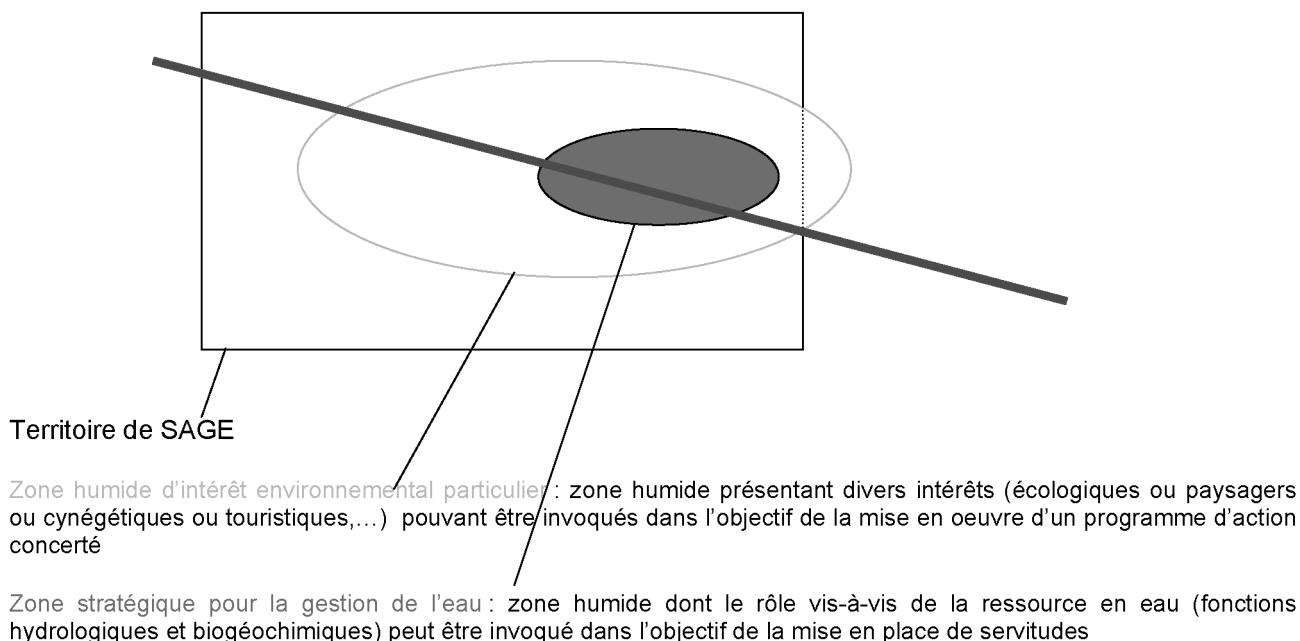 Territoire de SAGE
Zone humide d'intérêt environnemental particulier : zone humide présentant divers intérêts (écologiques ou paysagers
ou cynégétiques ou touristiques,…) pouvant être invoqués dans l'objectif de la mise en oeuvre d'un programme d'action
concerté
Zone stratégique pour la gestion de l'eau : zone humide dont le rôle vis-à-vis de la ressource en eau (fonctions
hydrologiques et biogéochimiques) peut être invoqué dans l'objectif de la mise en place de servitudes